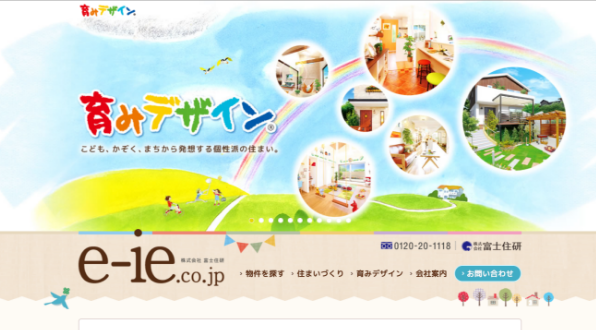 育みデザイン
育みデザイン®
こども、かぞく、まちから発想する個性派の住まい。
e-ie.co.jp
株式会社 富士住研
0120-20-1118
株式会社 富士住研
物件を探す
住まいづくり
育みデザイン
会社案内
お問い合わせ